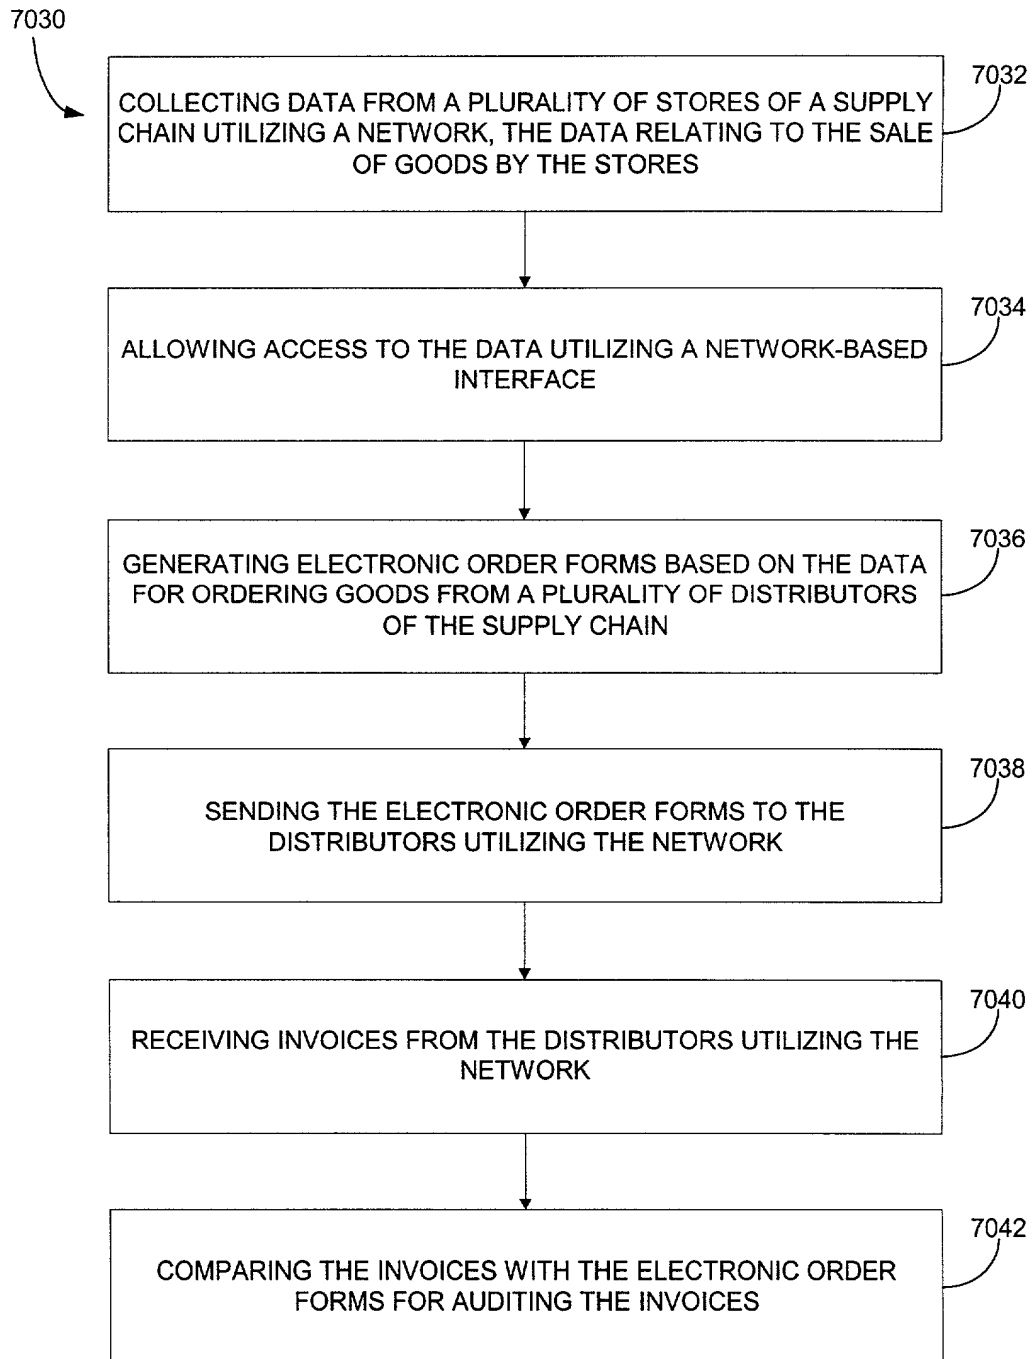 7030
7032
COLLECTING DATA FROM A PLURALITY OF STORES OF A SUPPLY
CHAIN UTILIZING A NETWORK, THE DATA RELATING TO THE SALE
OF GOODS BY THE STORES
7034
ALLOWING ACCESS TO THE DATA UTILIZING A NETWORK-BASED
INTERFACE
7036
GENERATING ELECTRONIC ORDER FORMS BASED ON THE DATA
FOR ORDERING GOODS FROM A PLURALITY OF DISTRIBUTORS
OF THE SUPPLY CHAIN
7038
SENDING THE ELECTRONIC ORDER FORMS TO THE
DISTRIBUTORS UTILIZING THE NETWORK
7040
RECEIVING INVOICES FROM THE DISTRIBUTORS UTILIZING THE
NETWORK
7042
COMPARING THE INVOICES WITH THE ELECTRONIC ORDER
FORMS FOR AUDITING THE INVOICES